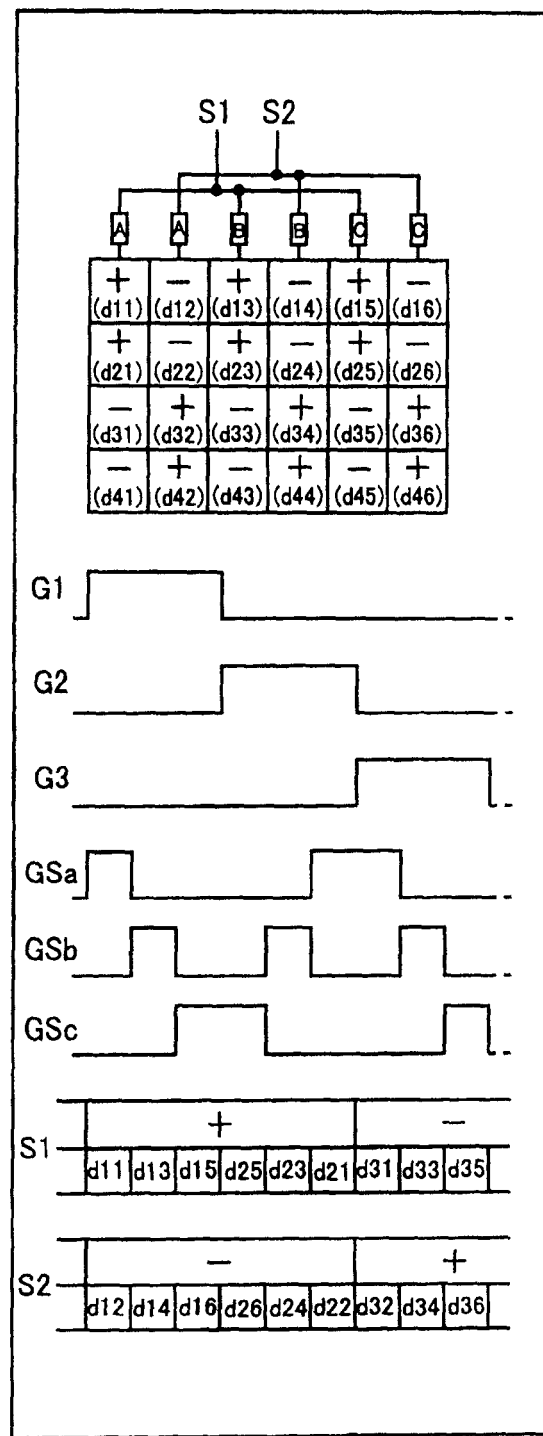 S1 S2
A A B B C C
+ − + − + −
(d11) (d12) (d13) (d14) (d15) (d16)
+ − + − + −
(d21) (d22) (d23) (d24) (d25) (d26)
− + − + − +
(d31) (d32) (d33) (d34) (d35) (d36)
− + − + − +
(d41) (d42) (d43) (d44) (d45) (d46)
G1
G2
G3
GSa
GSb
GSc
+ −
S1
d11 d13 d15 d25 d23 d21 d31 d33 d35
− +
S2
d12 d14 d16 d26 d24 d22 d32 d34 d36